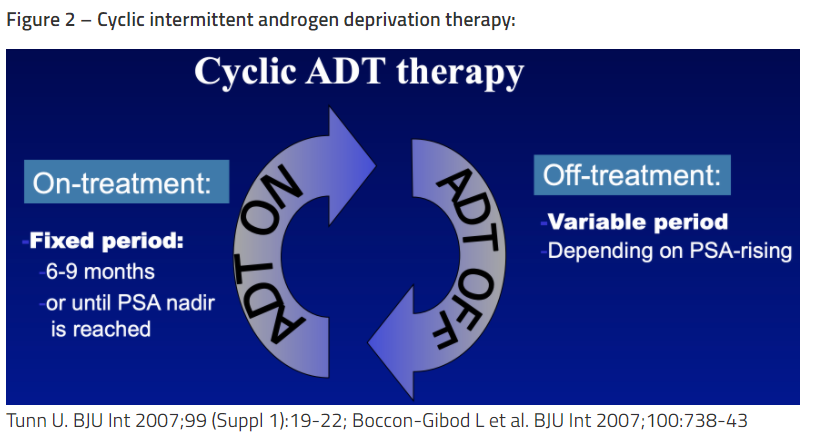 Figure 2 – Cyclic intermittent androgen deprivation therapy:
Cyclic ADT therapy
On-treatment:
-Fixed period:
-6-9 months
-or until PSA nadir
is reached
ADT ON
ADT OFF
Off-treatment:
-Variable period
-Depending on PSA-rising
Tunn U. BJU Int 2007;99 (Suppl 1):19-22; Boccon-Gibod L et al. BJU Int 2007;100:738-43